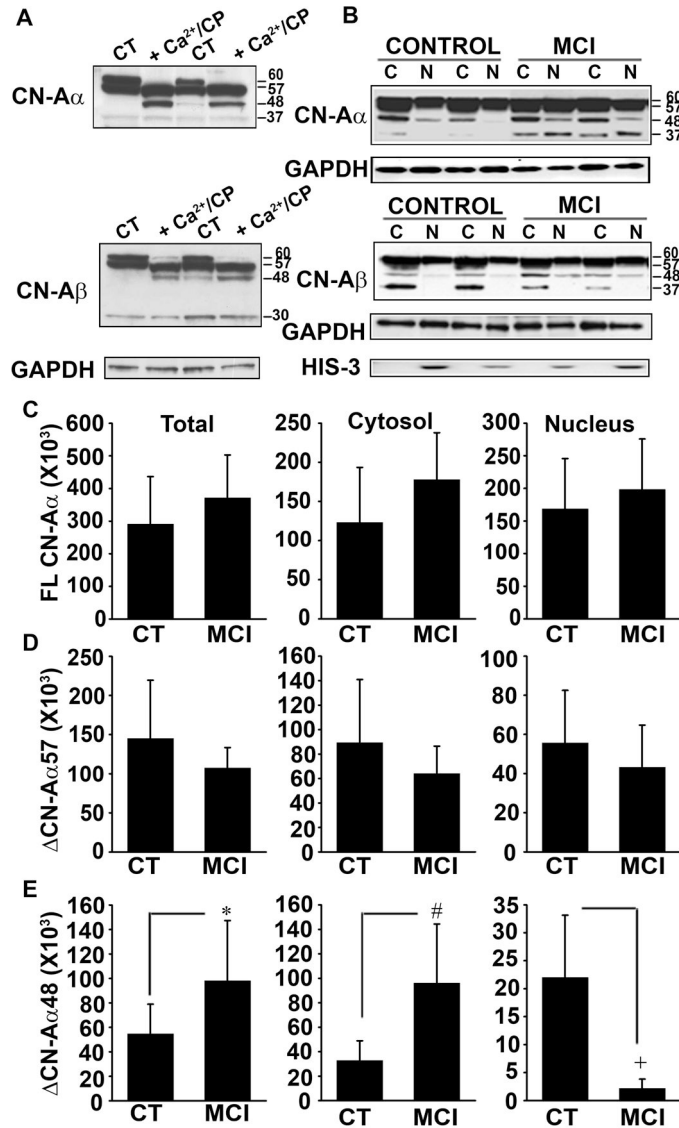 A
CT + Ca²⁺/CP CT + Ca²⁺/CP
CN-Aα
60
57
48
37
CT + Ca²⁺/CP CT + Ca²⁺/CP
CN-Aβ
60
57
48
30
GAPDH
B
CONTROL MCI
C N C N C N C N
CN-Aα
60
57
48
37
GAPDH
CONTROL MCI
C N C N C N C N
CN-Aβ
60
57
48
37
GAPDH
HIS-3
C
FL CN-Aα (X10³)
Total
600
500
400
300
200
100
0
CT MCI
Cytosol
250
200
150
100
50
0
CT MCI
Nucleus
300
250
200
150
100
50
0
CT MCI
D
ΔCN-Aα57 (X10³)
250
200
150
100
50
0
CT MCI
160
140
120
100
80
60
40
20
0
CT MCI
100
80
60
40
20
0
CT MCI
E
ΔCN-Aα48 (X10³)
160
140
120
100
80
60
40
20
0
*
CT MCI
160
140
120
100
80
60
40
20
0
#
CT MCI
35
30
25
20
15
10
5
0
+
CT MCI